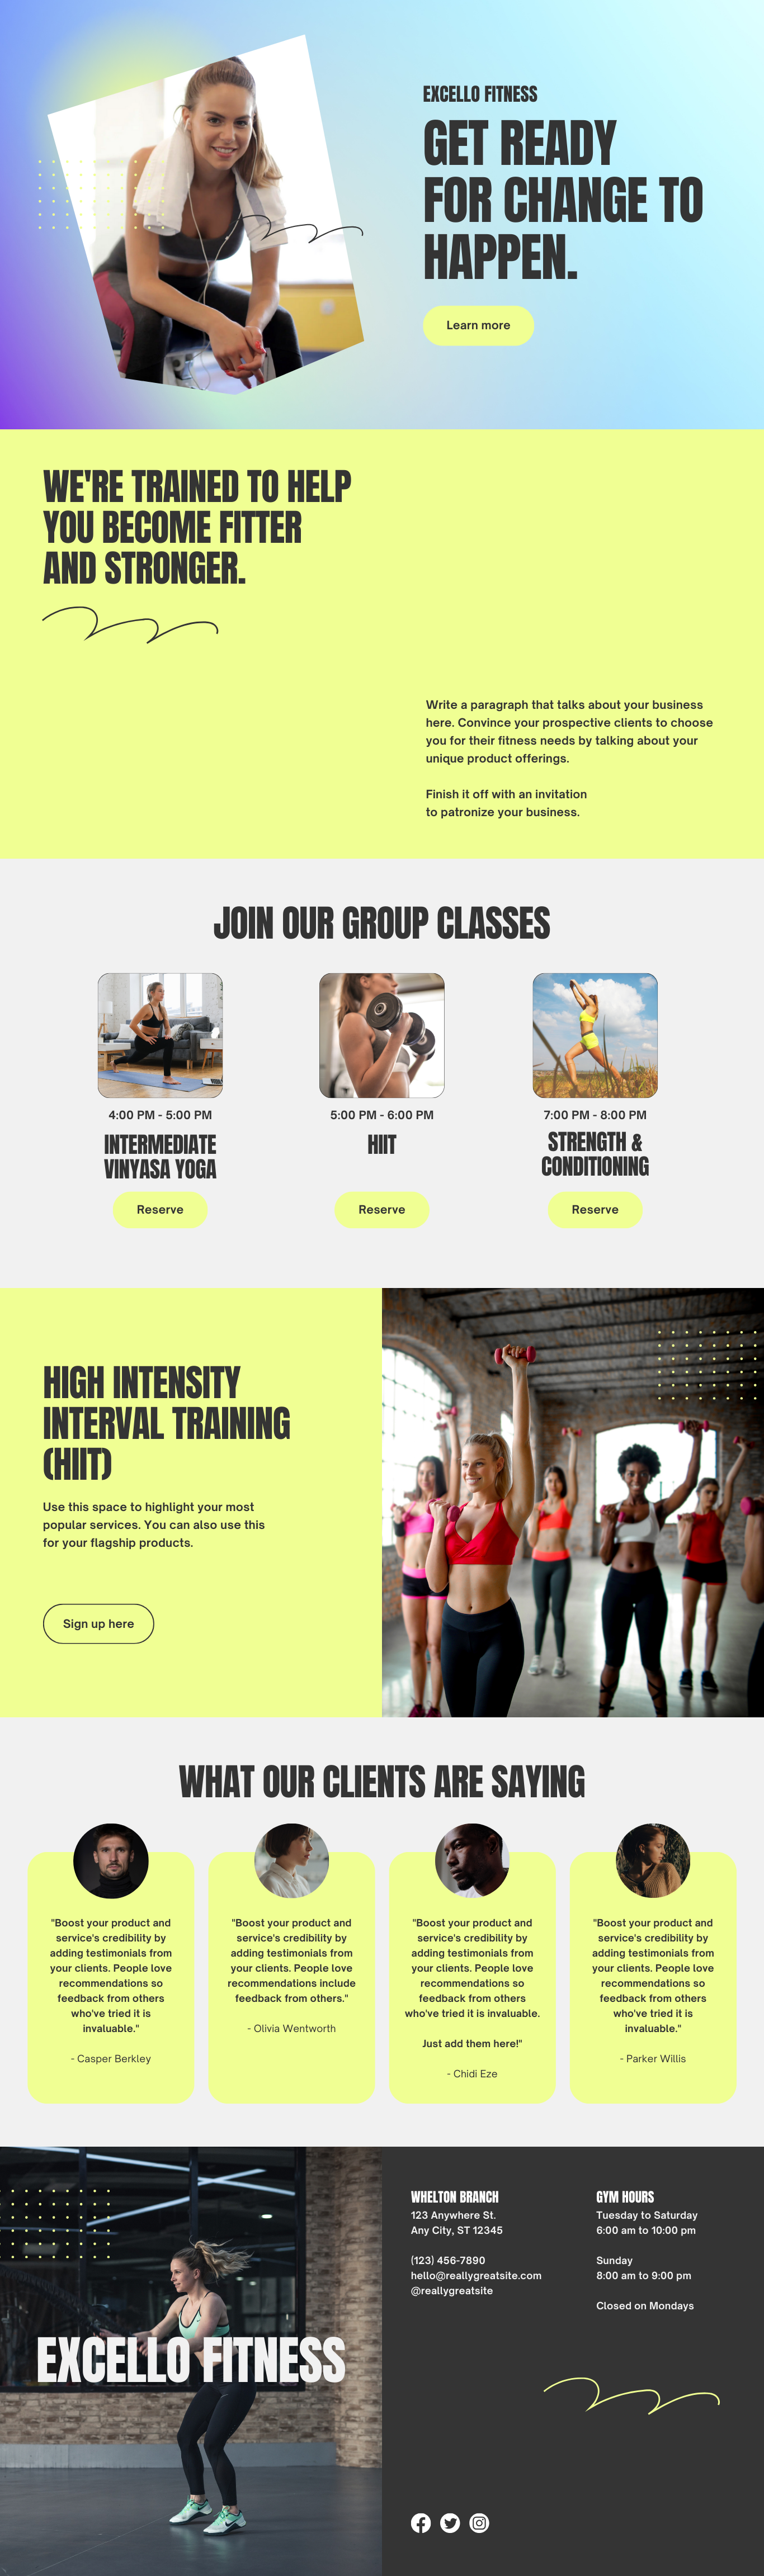 EXCELLO FITNESS
GET READY
FOR CHANGE TO
HAPPEN.
Learn more
WE'RE TRAINED TO HELP
YOU BECOME FITTER
AND STRONGER.
Write a paragraph that talks about your business
here. Convince your prospective clients to choose
you for their fitness needs by talking about your
unique product offerings.
Finish it off with an invitation
to patronize your business.
JOIN OUR GROUP CLASSES
4:00 PM - 5:00 PM
INTERMEDIATE
VINYASA YOGA
Reserve
5:00 PM - 6:00 PM
HIIT
Reserve
7:00 PM - 8:00 PM
STRENGTH &
CONDITIONING
Reserve
HIGH INTENSITY
INTERVAL TRAINING
(HIIT)
Use this space to highlight your most
popular services. You can also use this
for your flagship products.
Sign up here
WHAT OUR CLIENTS ARE SAYING
"Boost your product and
service's credibility by
adding testimonials from
your clients. People love
recommendations so
feedback from others
who've tried it is
invaluable."
- Casper Berkley
"Boost your product and
service's credibility by
adding testimonials from
your clients. People love
recommendations include
feedback from others."
- Olivia Wentworth
"Boost your product and
service's credibility by
adding testimonials from
your clients. People love
recommendations so
feedback from others
who've tried it is invaluable.
Just add them here!"
- Chidi Eze
"Boost your product and
service's credibility by
adding testimonials from
your clients. People love
recommendations so
feedback from others
who've tried it is
invaluable."
- Parker Willis
EXCELLO FITNESS
WHELTON BRANCH
123 Anywhere St.
Any City, ST 12345
(123) 456-7890
hello@reallygreatsite.com
@reallygreatsite
GYM HOURS
Tuesday to Saturday
6:00 am to 10:00 pm
Sunday
8:00 am to 9:00 pm
Closed on Mondays